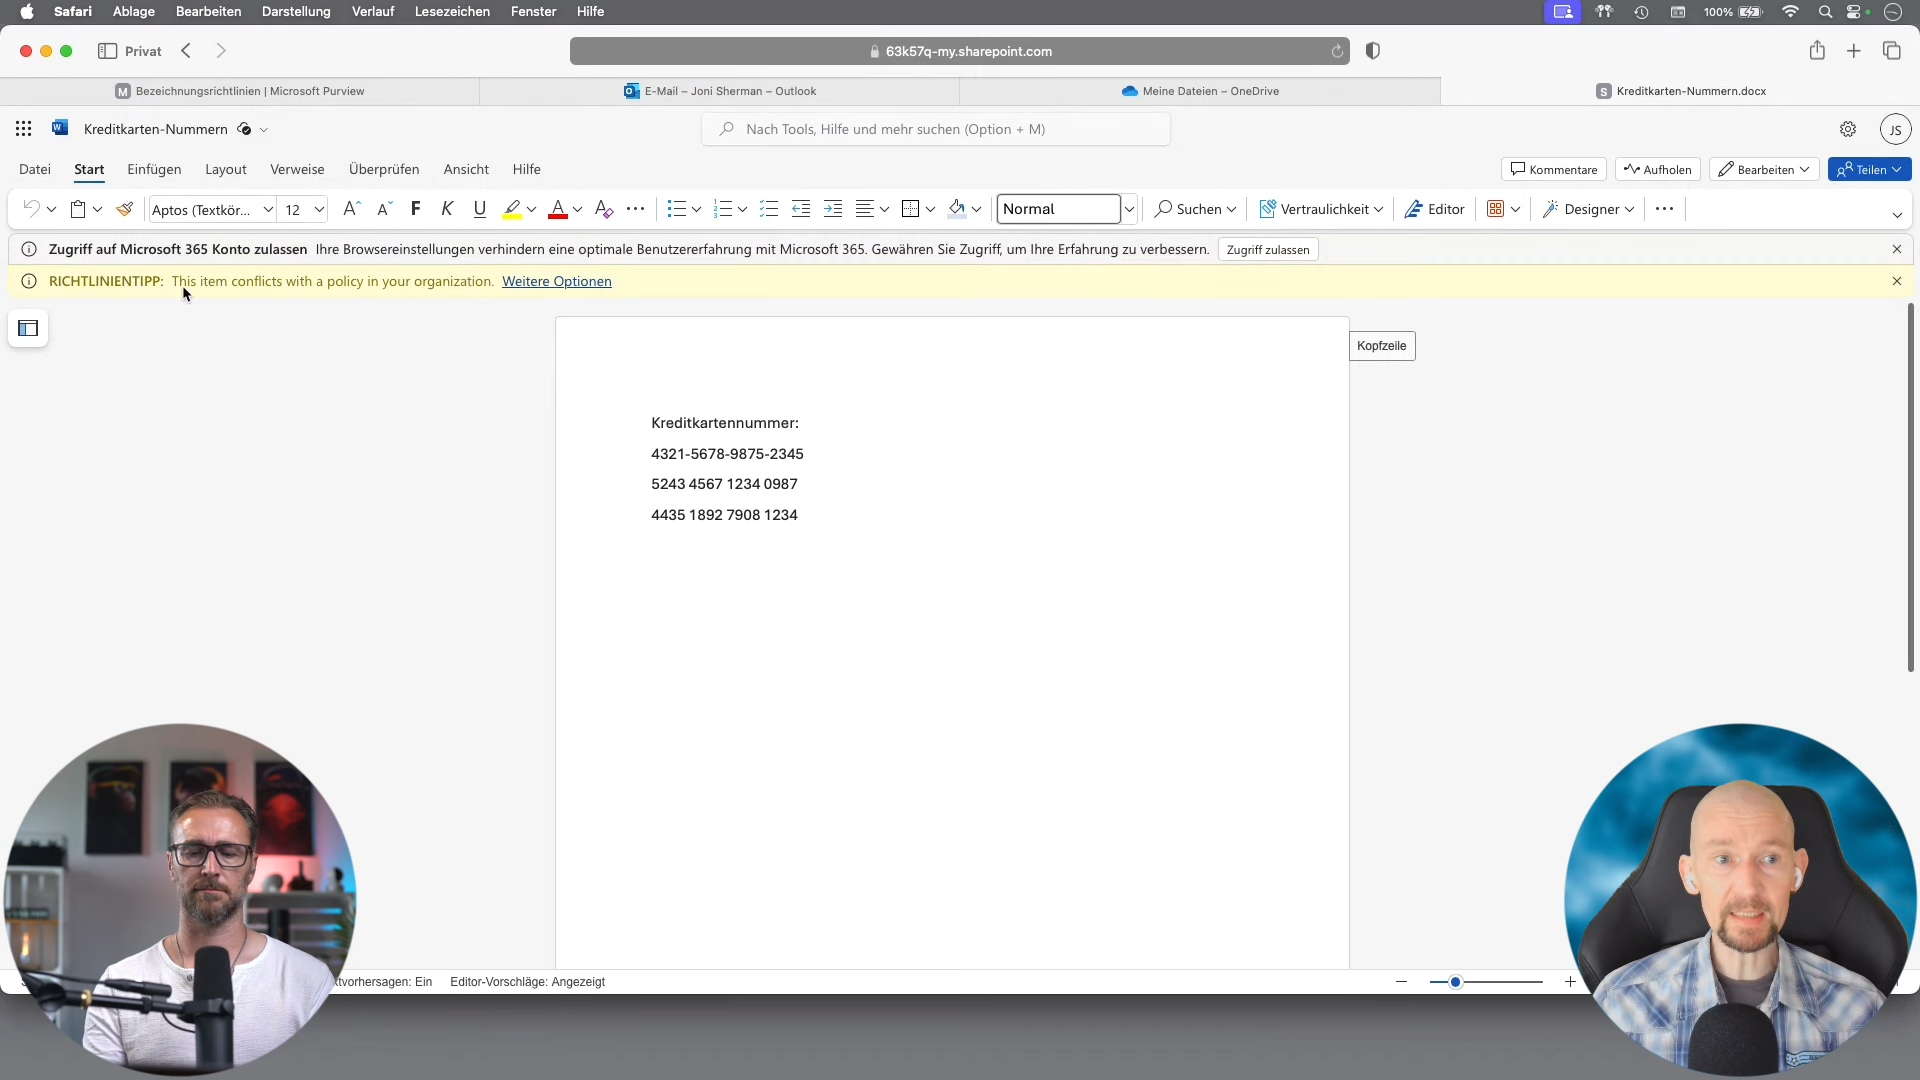 Safari Ablage Bearbeiten Darstellung Verlauf Lesezeichen Fenster Hilfe 100%
Privat 63k57q-my.sharepoint.com
M Bezeichnungsrichtlinien | Microsoft Purview E-Mail – Joni Sherman – Outlook Meine Dateien – OneDrive S Kreditkarten-Nummern.docx
Kreditkarten-Nummern Nach Tools, Hilfe und mehr suchen (Option + M) JS
Datei Start Einfügen Layout Verweise Überprüfen Ansicht Hilfe Kommentare Aufholen Bearbeiten Teilen
Aptos (Textkör... 12 F K U Normal Suchen Vertraulichkeit Editor Designer
Zugriff auf Microsoft 365 Konto zulassen Ihre Browsereinstellungen verhindern eine optimale Benutzererfahrung mit Microsoft 365. Gewähren Sie Zugriff, um Ihre Erfahrung zu verbessern. Zugriff zulassen
RICHTLINIENTIPP: This item conflicts with a policy in your organization. Weitere Optionen
Kopfzeile
Kreditkartennummer:
4321-5678-9875-2345
5243 4567 1234 0987
4435 1892 7908 1234
tvorhersagen: Ein Editor-Vorschläge: Angezeigt